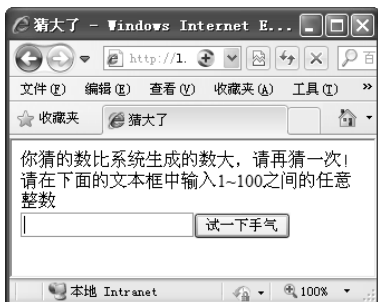 猜大了 - Windows Internet E...
http://1.
百
文件(F) 编辑(E) 查看(V) 收藏夹(A) 工具(T) »
收藏夹 猜大了
你猜的数比系统生成的数大，请再猜一次!
请在下面的文本框中输入1~100之间的任意
整数
试一下手气
本地 Intranet 100%